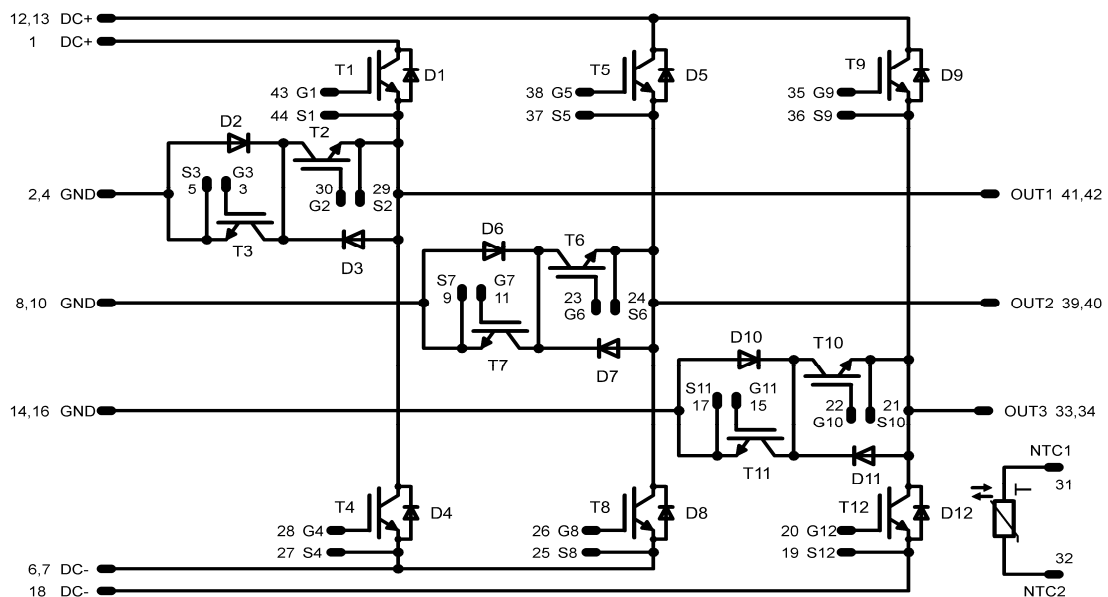 12,13 DC+
1 DC+
T1
D1
T5
D5
T9
D9
43 G1
38 G5
35 G9
44 S1
37 S5
36 S9
D2
T2
S3
5
G3
3
30
G2
29
S2
2,4 GND
OUT1 41,42
T3
D3
D6
T6
S7
9
G7
11
23
G6
24
S6
8,10 GND
OUT2 39,40
T7
D7
D10
T10
S11
17
G11
15
22
G10
21
S10
14,16 GND
OUT3 33,34
T11
D11
NTC1
31
T
T4
D4
T8
D8
T12
D12
28 G4
26 G8
20 G12
27 S4
25 S8
19 S12
32
NTC2
6,7 DC-
18 DC-